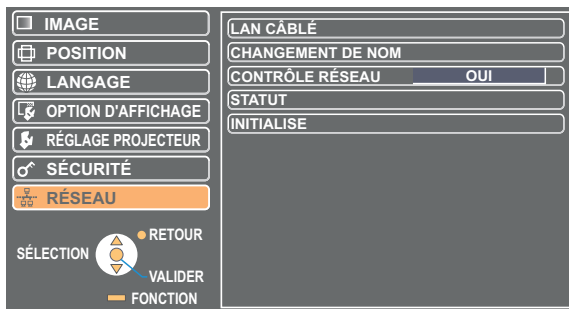 IMAGE
POSITION
LANGAGE
OPTION D'AFFICHAGE
RÉGLAGE PROJECTEUR
SÉCURITÉ
RÉSEAU
SÉLECTION
RETOUR
VALIDER
FONCTION
LAN CÂBLÉ
CHANGEMENT DE NOM
CONTRÔLE RÉSEAU OUI
STATUT
INITIALISE